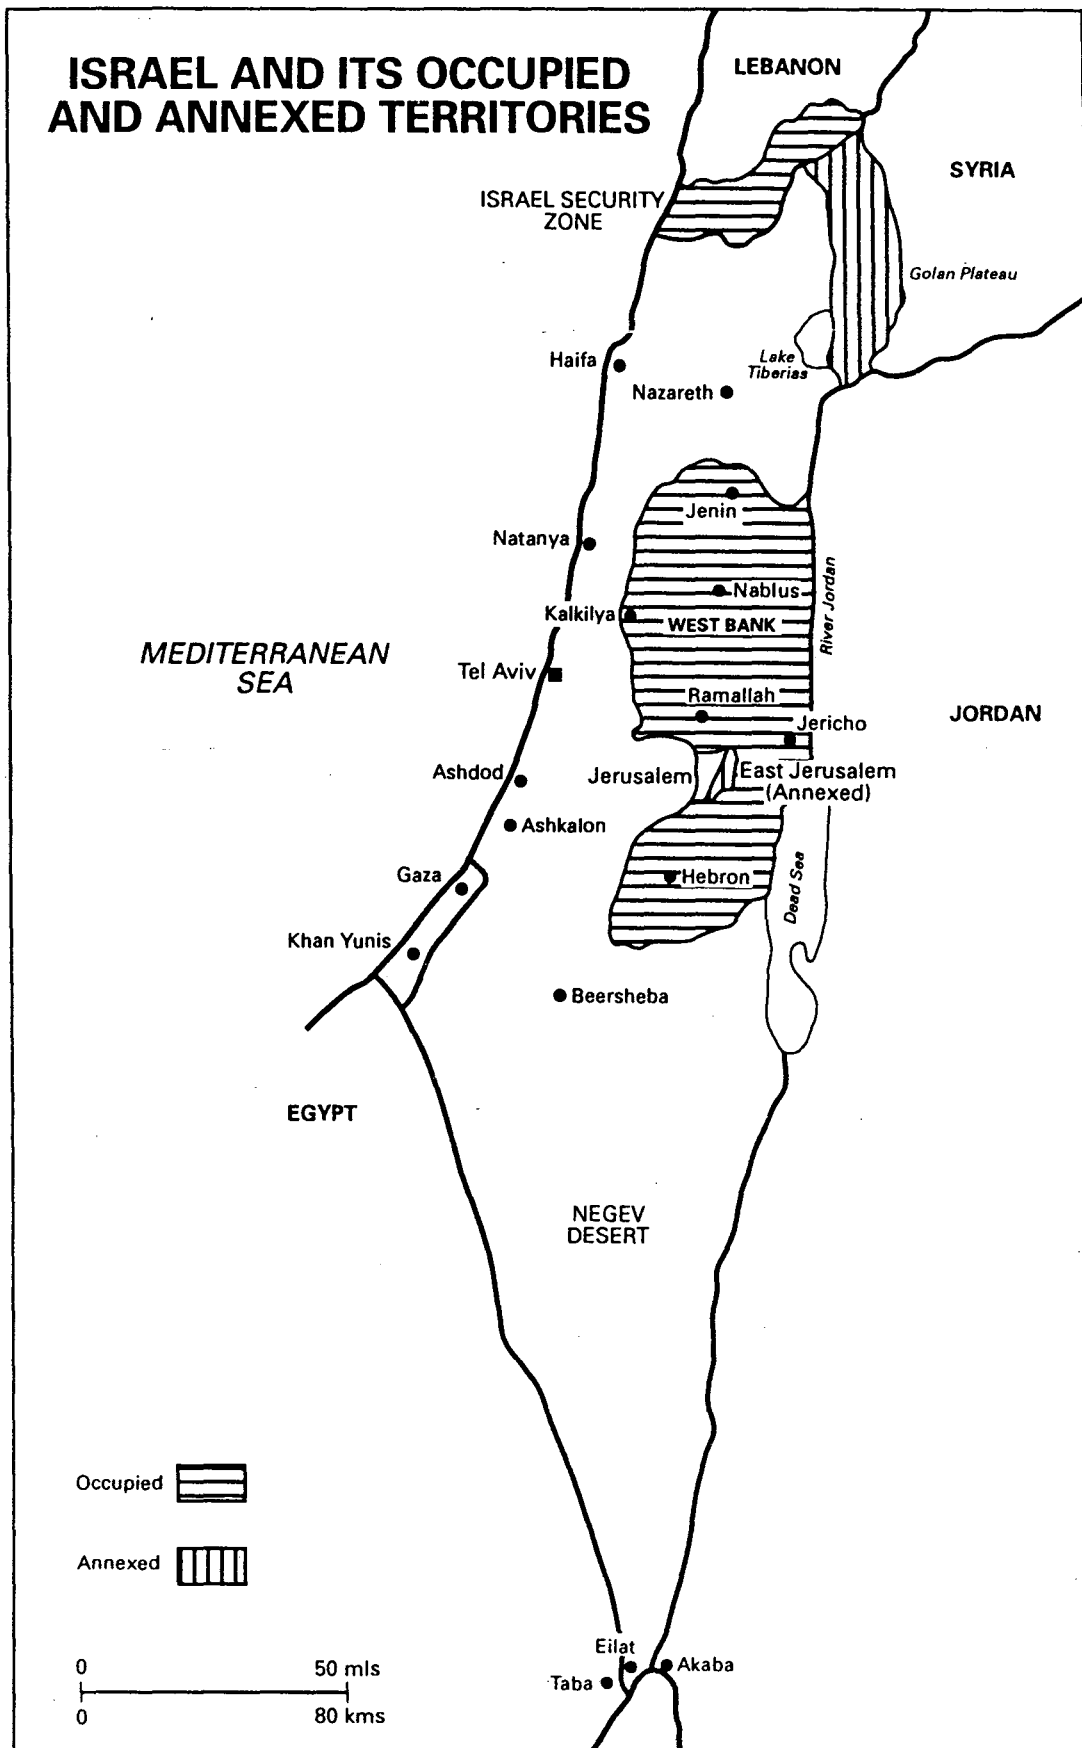 ISRAEL AND ITS OCCUPIED
AND ANNEXED TERRITORIES
LEBANON
SYRIA
ISRAEL SECURITY
ZONE
Golan Plateau
Haifa
Lake
Tiberias
Nazareth
Jenin
Natanya
Nablus
River Jordan
Kalkilya
WEST BANK
MEDITERRANEAN
SEA
Tel Aviv
Ramallah
Jericho
JORDAN
Ashdod
Jerusalem
East Jerusalem
(Annexed)
Ashkalon
Gaza
Hebron
Dead Sea
Khan Yunis
Beersheba
EGYPT
NEGEV
DESERT
Occupied
Annexed
Eilat
Akaba
Taba
0 50 mls
0 80 kms